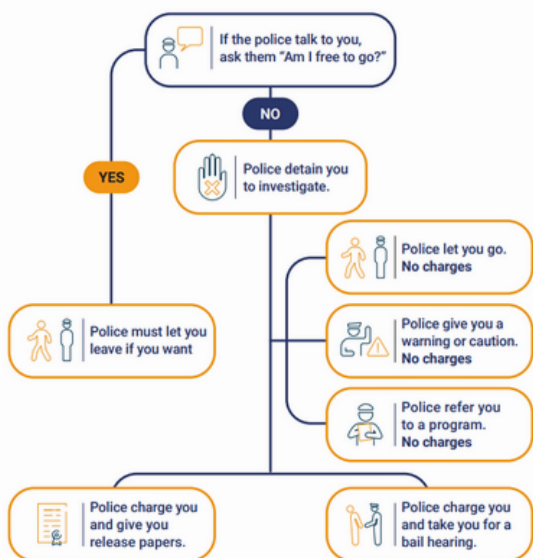 If the police talk to you,
ask them “Am I free to go?”
NO
YES
Police detain you
to investigate.
Police let you go.
No charges
Police must let you
leave if you want
Police give you a
warning or caution.
No charges
Police refer you
to a program.
No charges
Police charge you
and give you
release papers.
Police charge you
and take you for a
bail hearing.